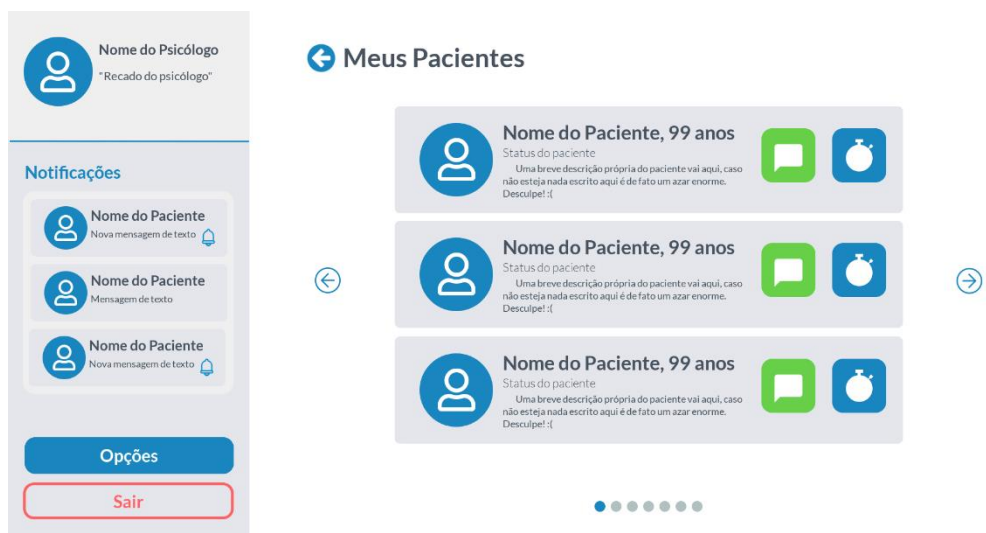 Nome do Psicólogo
"Recado do psicólogo"
Notificações
Nome do Paciente
Nova mensagem de texto
Nome do Paciente
Mensagem de texto
Nome do Paciente
Nova mensagem de texto
Opções
Sair
Meus Pacientes
Nome do Paciente, 99 anos
Status do paciente
Uma breve descrição própria do paciente vai aqui, caso
não esteja nada escrito aqui é de fato um azar enorme.
Desculpe! :(
Nome do Paciente, 99 anos
Status do paciente
Uma breve descrição própria do paciente vai aqui, caso
não esteja nada escrito aqui é de fato um azar enorme.
Desculpe! :(
Nome do Paciente, 99 anos
Status do paciente
Uma breve descrição própria do paciente vai aqui, caso
não esteja nada escrito aqui é de fato um azar enorme.
Desculpe! :(